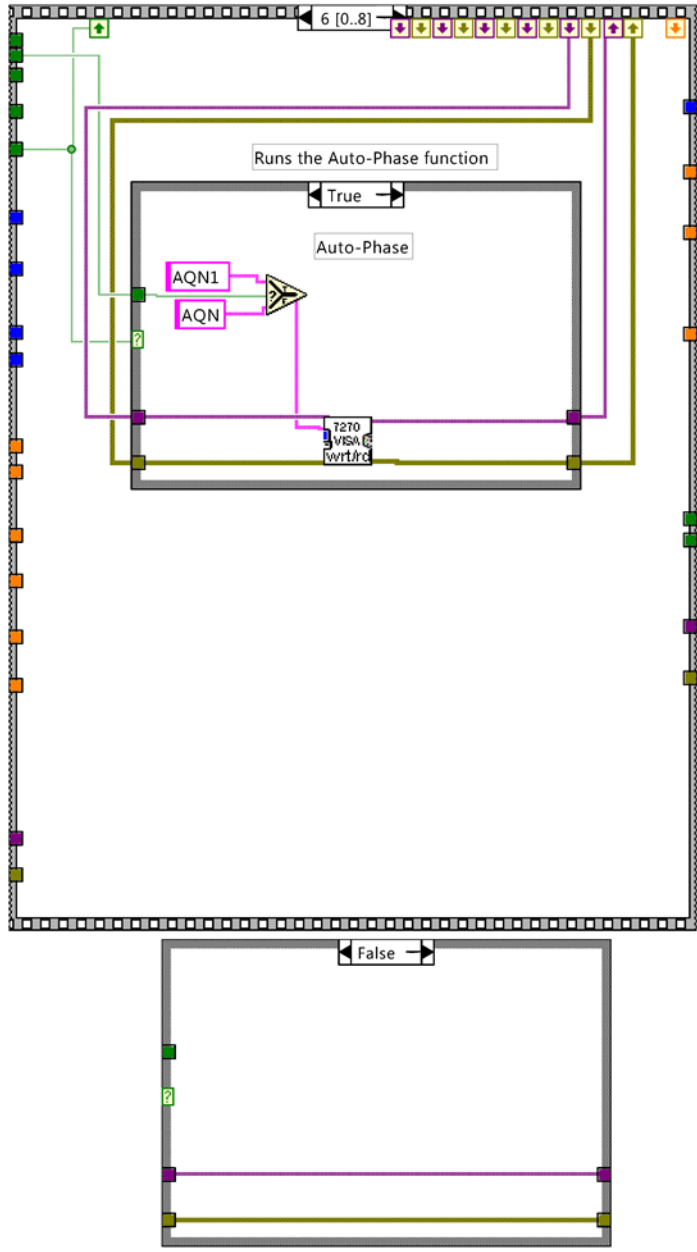 6 [0..8]
Runs the Auto-Phase function
True
Auto-Phase
AQN1
?
T
F
AQN
?
7270
VISA
wrt/rd
False
?